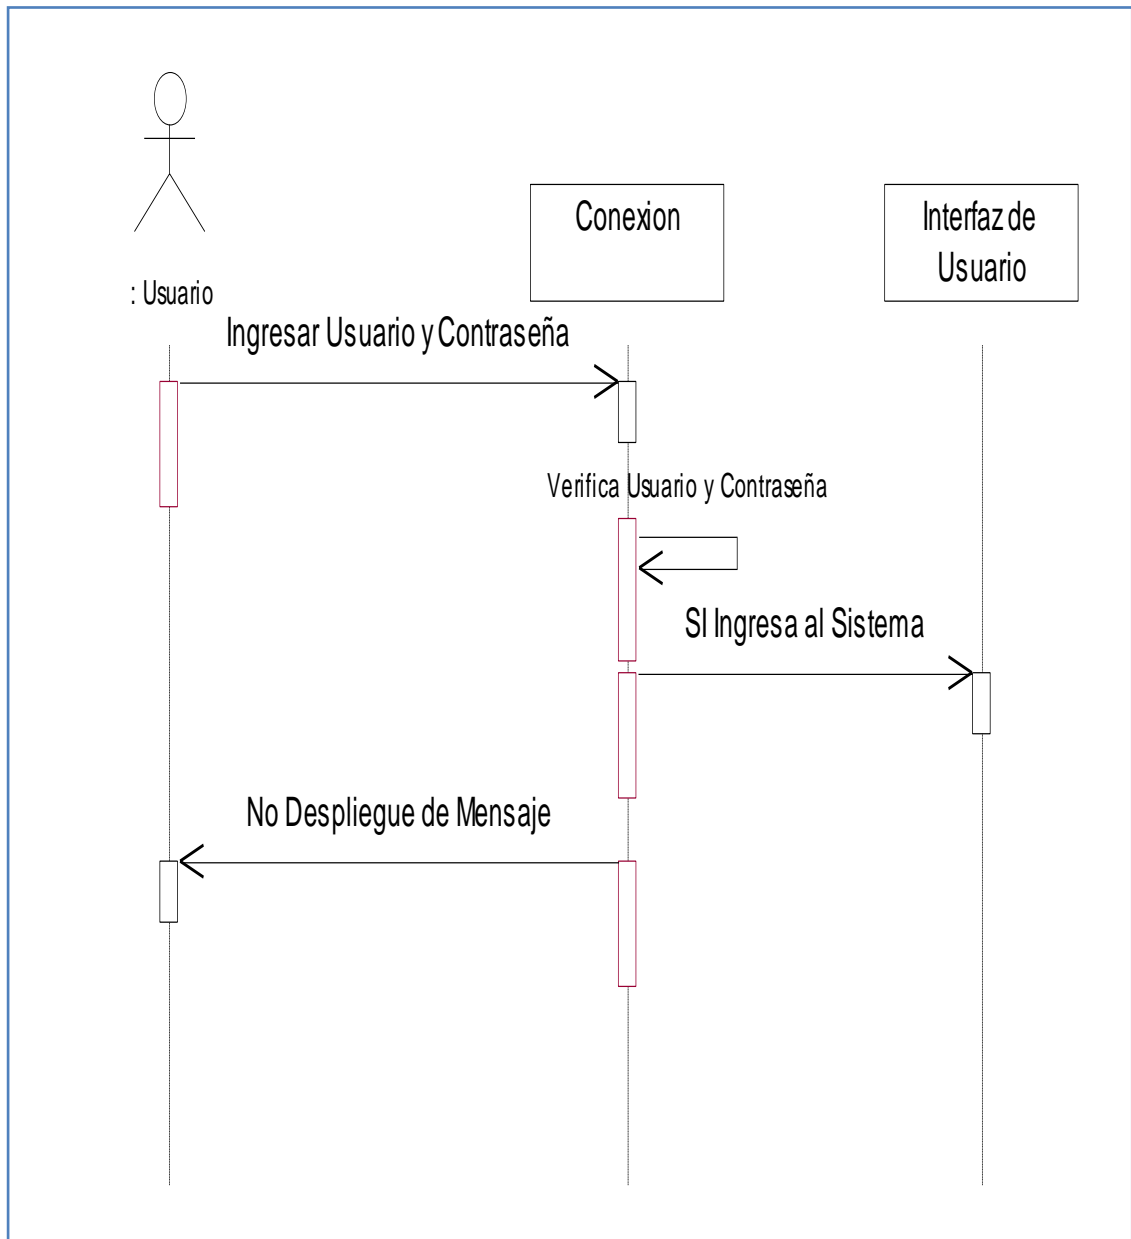 Conexion
Interfaz de
Usuario
: Usuario
Ingresar Usuario y Contraseña
Verifica Usuario y Contraseña
SI Ingresa al Sistema
No Despliegue de Mensaje